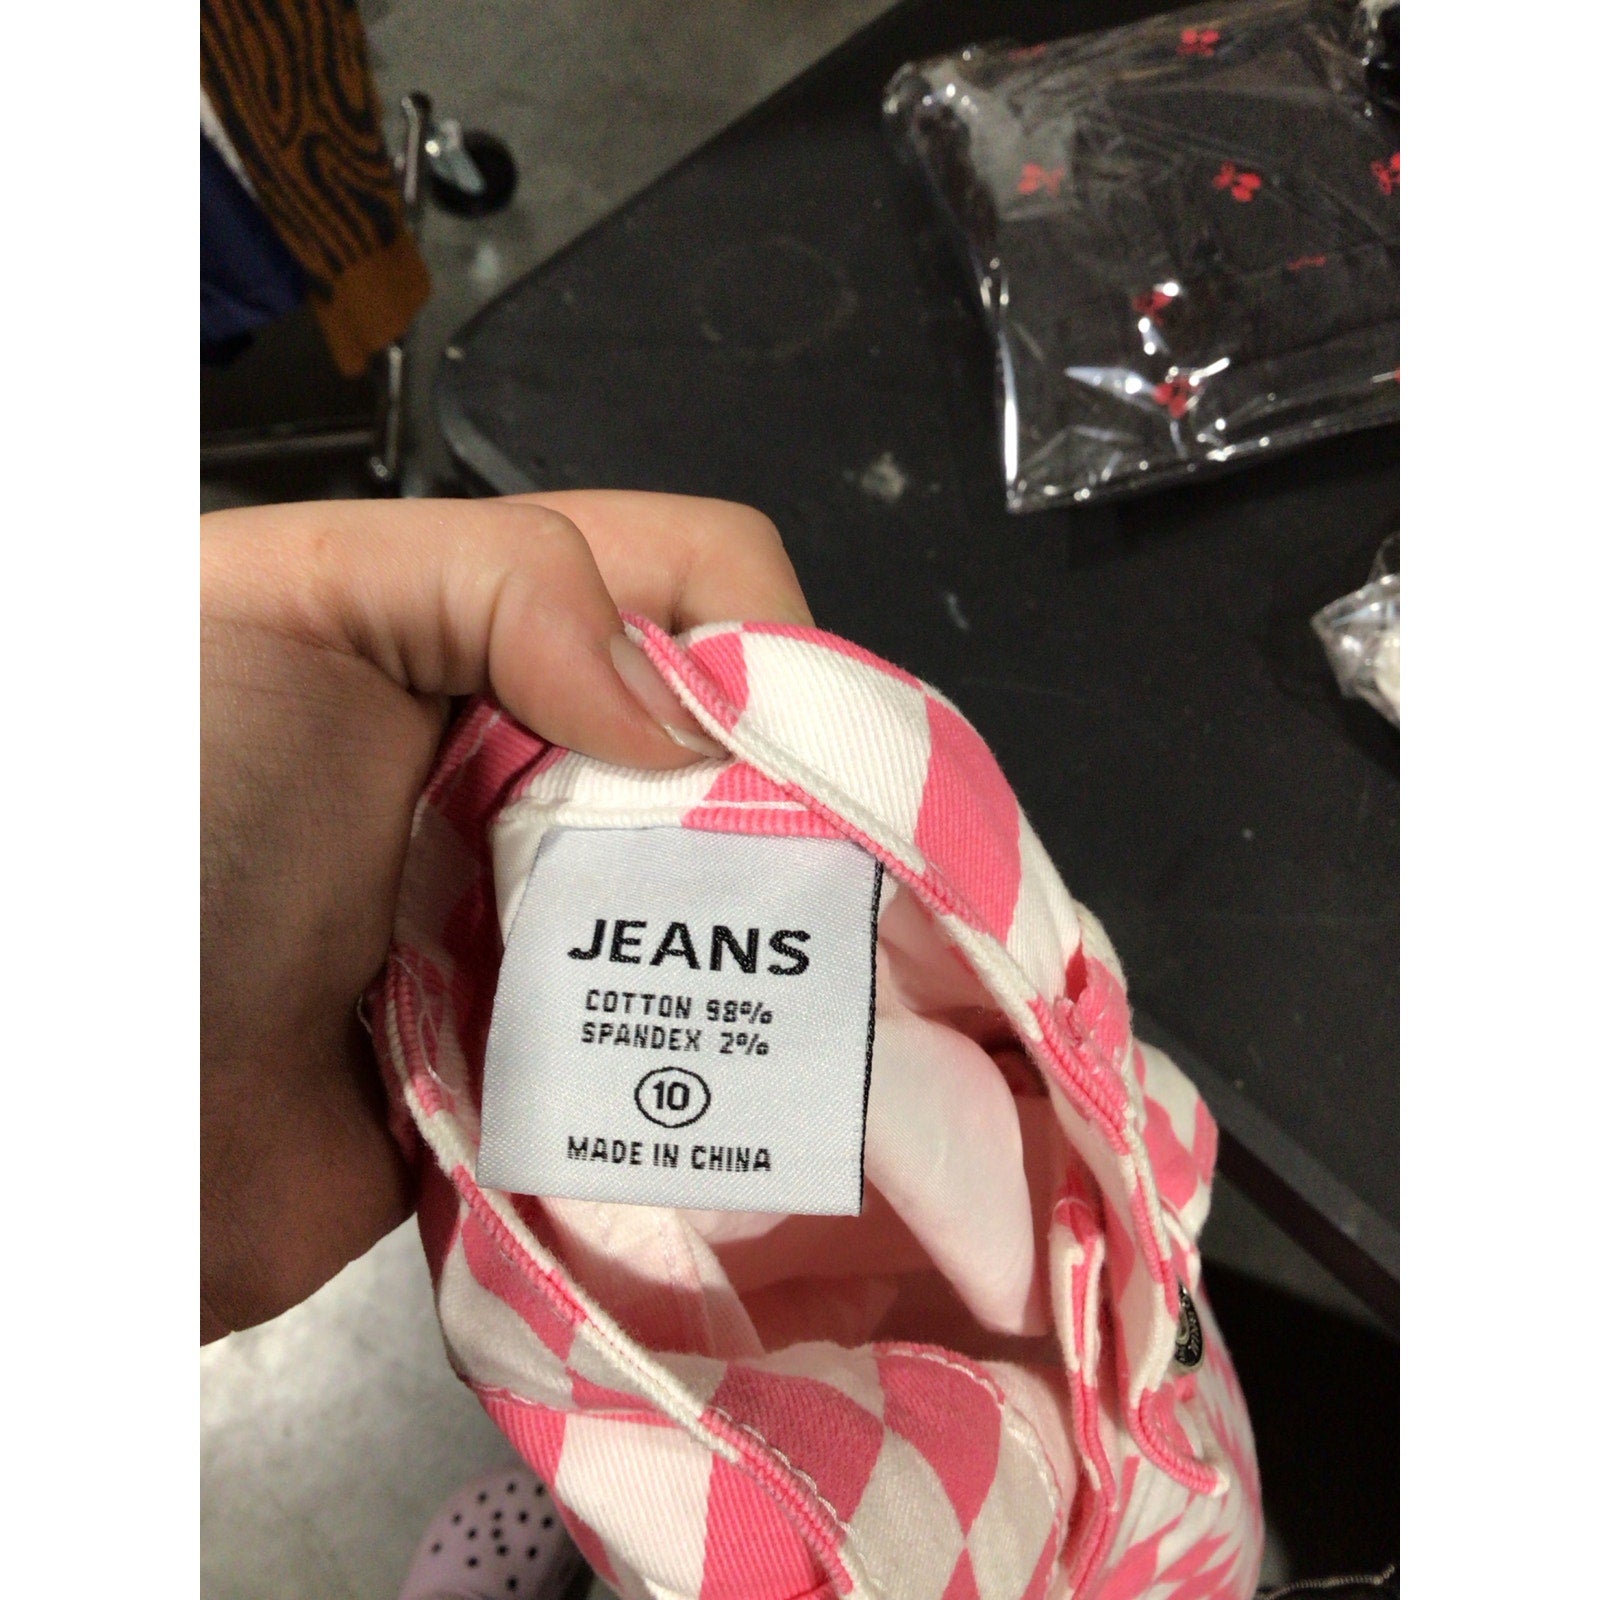 JEANS
COTTON 98%
SPANDEX 2%
10
MADE IN CHINA